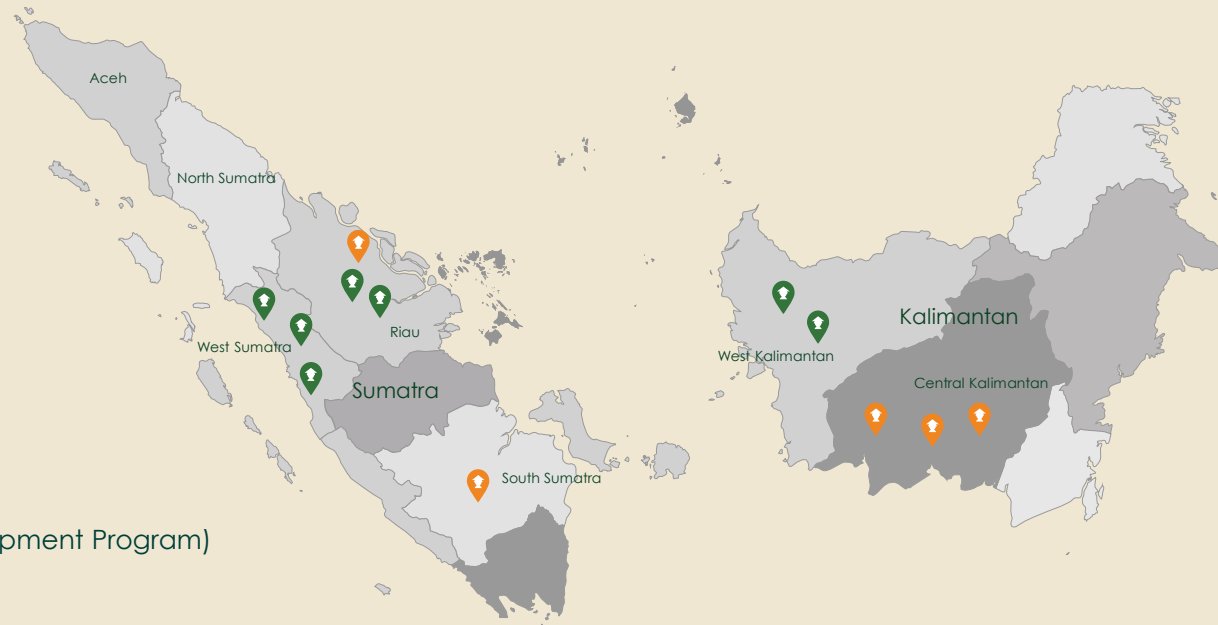 Aceh
North Sumatra
Riau
West Sumatra
Sumatra
South Sumatra
Kalimantan
West Kalimantan
Central Kalimantan
pment Program)